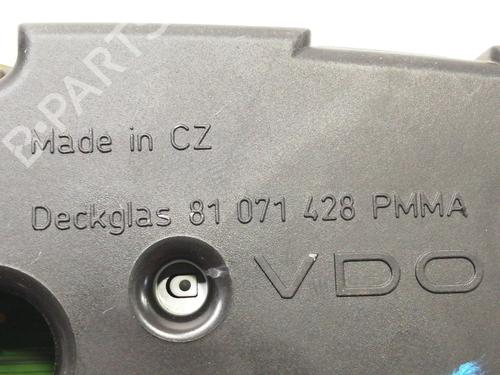 B-PARTS
Made in CZ
Deckglas 81 071 428 PMMA
VDO